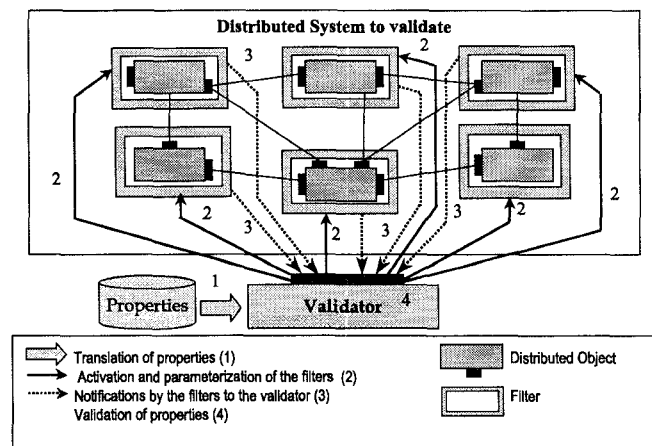 Distributed System to validate
3
2
2
3
2
2
3
2
3
3
2
2
1
Properties
Validator
4
Translation of properties (1)
Activation and parameterization of the filters (2)
Notifications by the filters to the validator (3)
Validation of properties (4)
Distributed Object
Filter